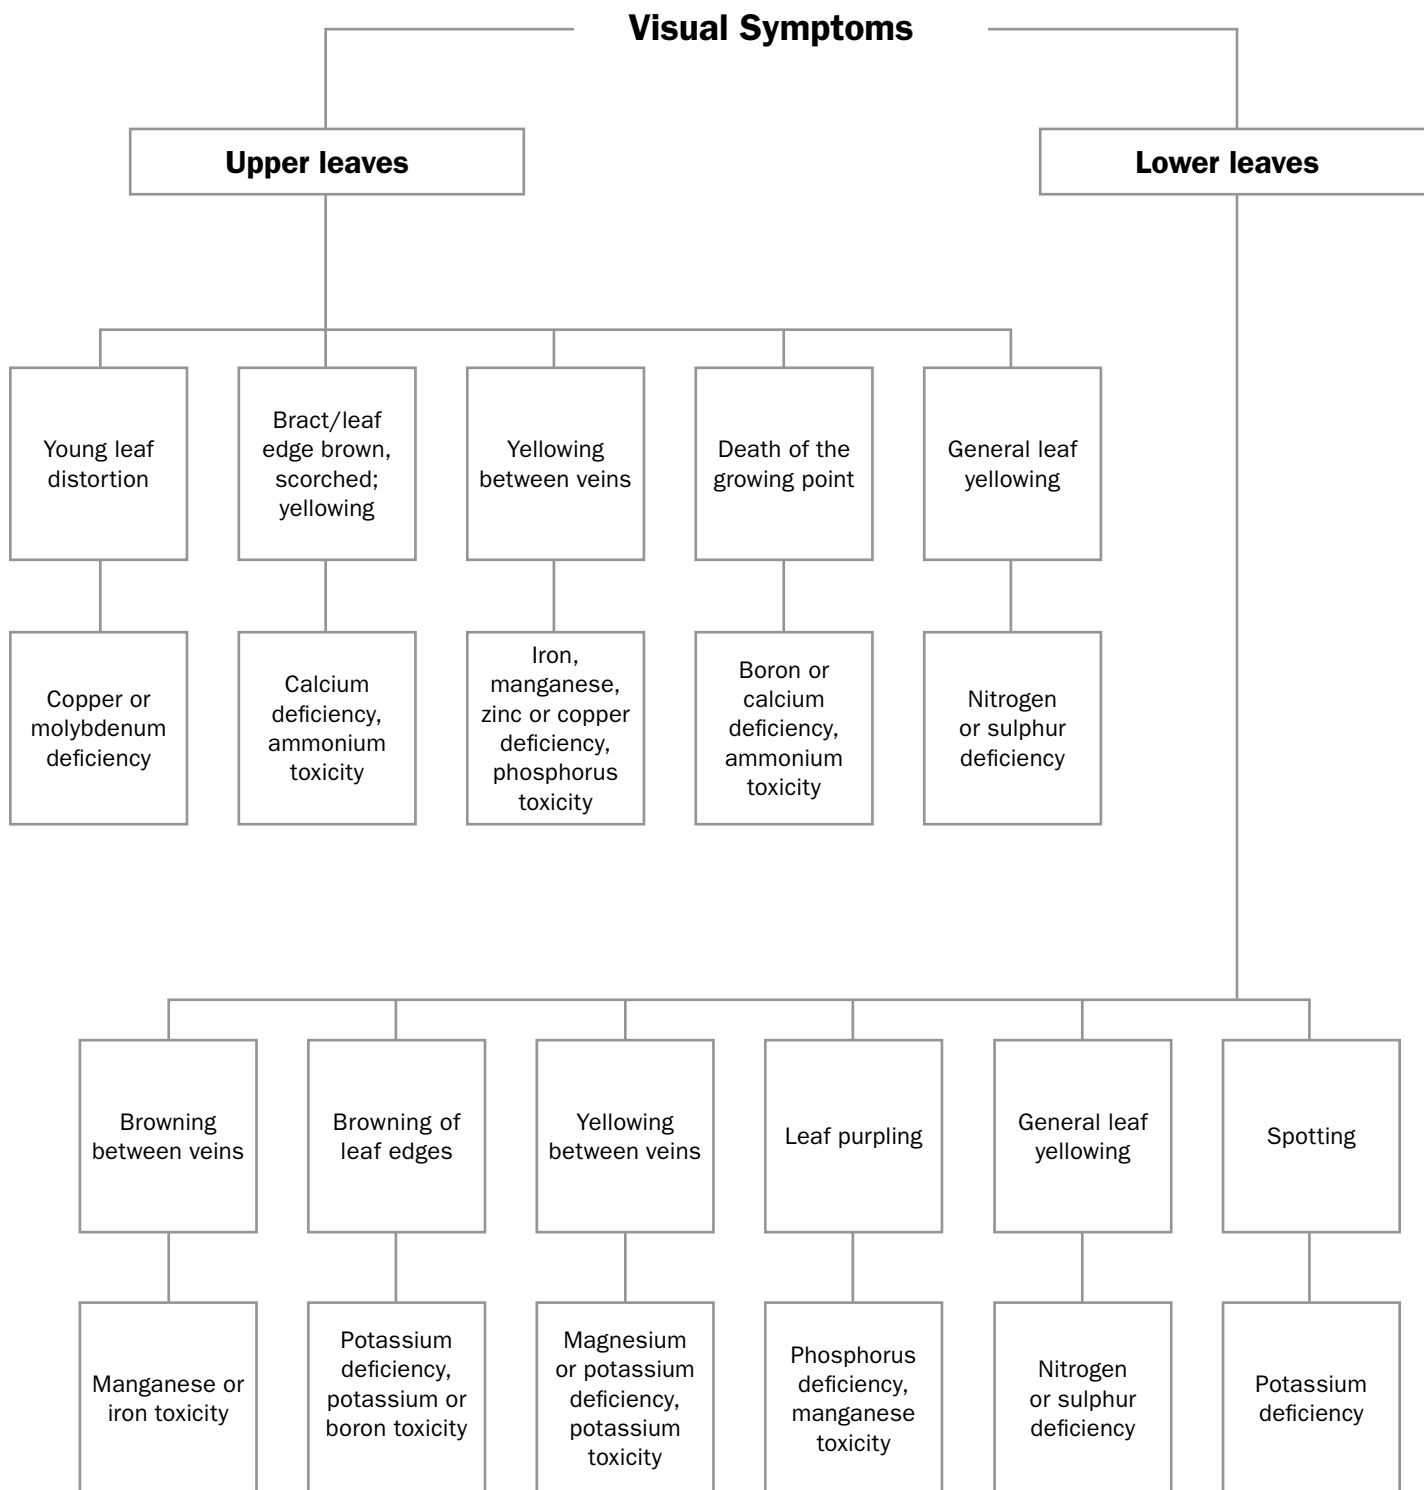 Visual Symptoms
Upper leaves
Lower leaves
Young leaf
distortion
Bract/leaf
edge brown,
scorched;
yellowing
Yellowing
between veins
Death of the
growing point
General leaf
yellowing
Copper or
molybdenum
deficiency
Calcium
deficiency,
ammonium
toxicity
Iron,
manganese,
zinc or copper
deficiency,
phosphorus
toxicity
Boron or
calcium
deficiency,
ammonium
toxicity
Nitrogen
or sulphur
deficiency
Browning
between veins
Browning of
leaf edges
Yellowing
between veins
Leaf purpling
General leaf
yellowing
Spotting
Manganese or
iron toxicity
Potassium
deficiency,
potassium or
boron toxicity
Magnesium
or potassium
deficiency,
potassium
toxicity
Phosphorus
deficiency,
manganese
toxicity
Nitrogen
or sulphur
deficiency
Potassium
deficiency